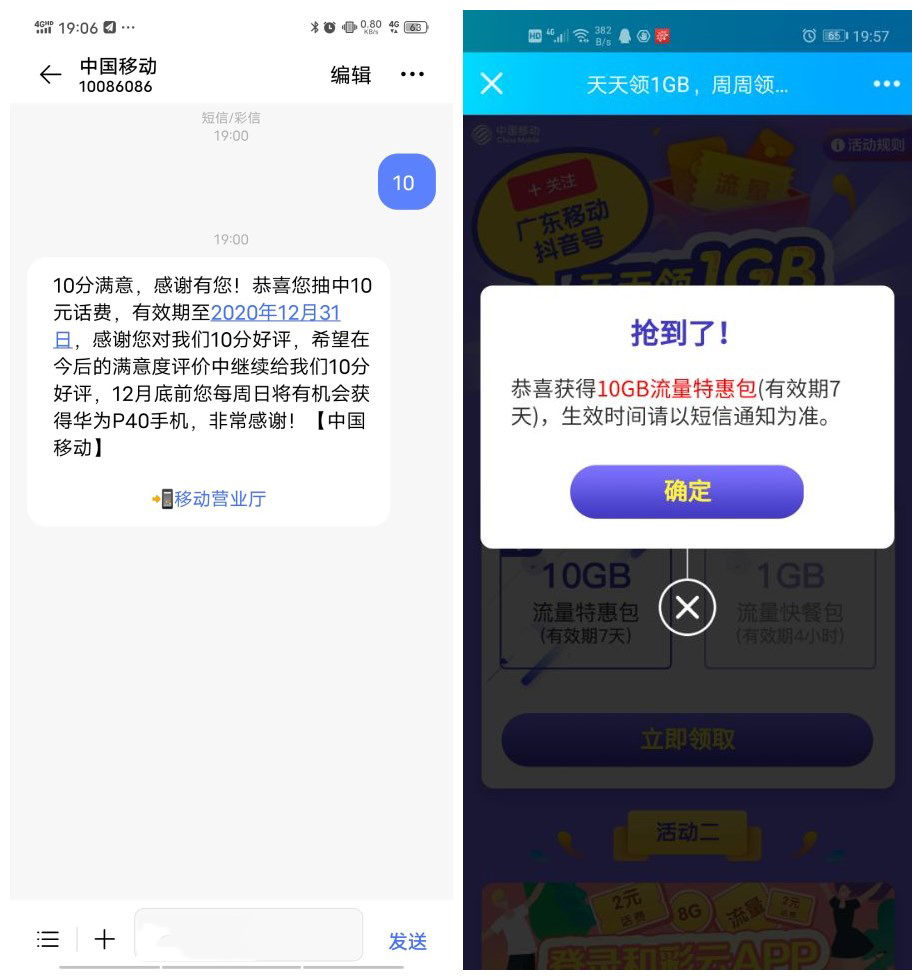 4GHD 19:06 ···
0.80 KB/s 4G 63
中国移动
10086086
编辑
短信/彩信
19:00
10
19:00
10分满意，感谢有您！恭喜您抽中10
元话费，有效期至2020年12月31
日，感谢您对我们10分好评，希望在
今后的满意度评价中继续给我们10分
好评，12月底前您每周日将有机会获
得华为P40手机，非常感谢！【中国
移动】
移动营业厅
发送
HD 4G 382 B/s 65 19:57
天天领1GB，周周领...
中国移动
China Mobile
活动规则
+关注
广东移动
抖音号
流量
天天领1GB
抢到了！
恭喜获得10GB流量特惠包(有效期7
天)，生效时间请以短信通知为准。
确定
10GB
流量特惠包
(有效期7天)
1GB
流量快餐包
(有效期4小时)
立即领取
活动二
2元
话费
8G
流量
2元
登录和彩云APP